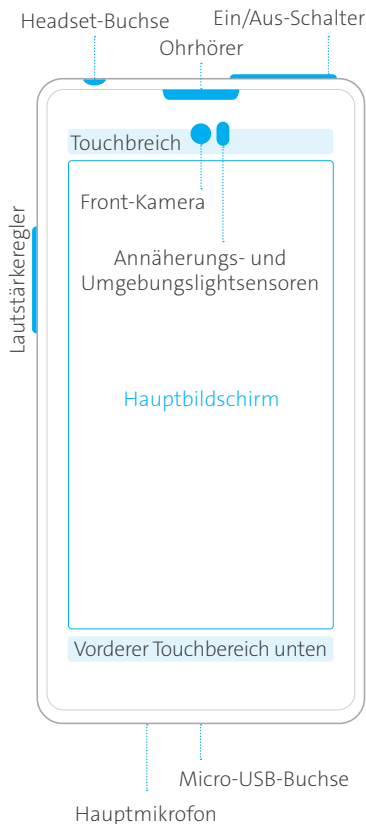 Headset-Buchse
Ein/Aus-Schalter
Ohrhörer
Touchbreich
Front-Kamera
Lautstärkeregler
Annäherungs- und
Umgebungslightsensoren
Hauptbildschirm
Vorderer Touchbereich unten
Micro-USB-Buchse
Hauptmikrofon